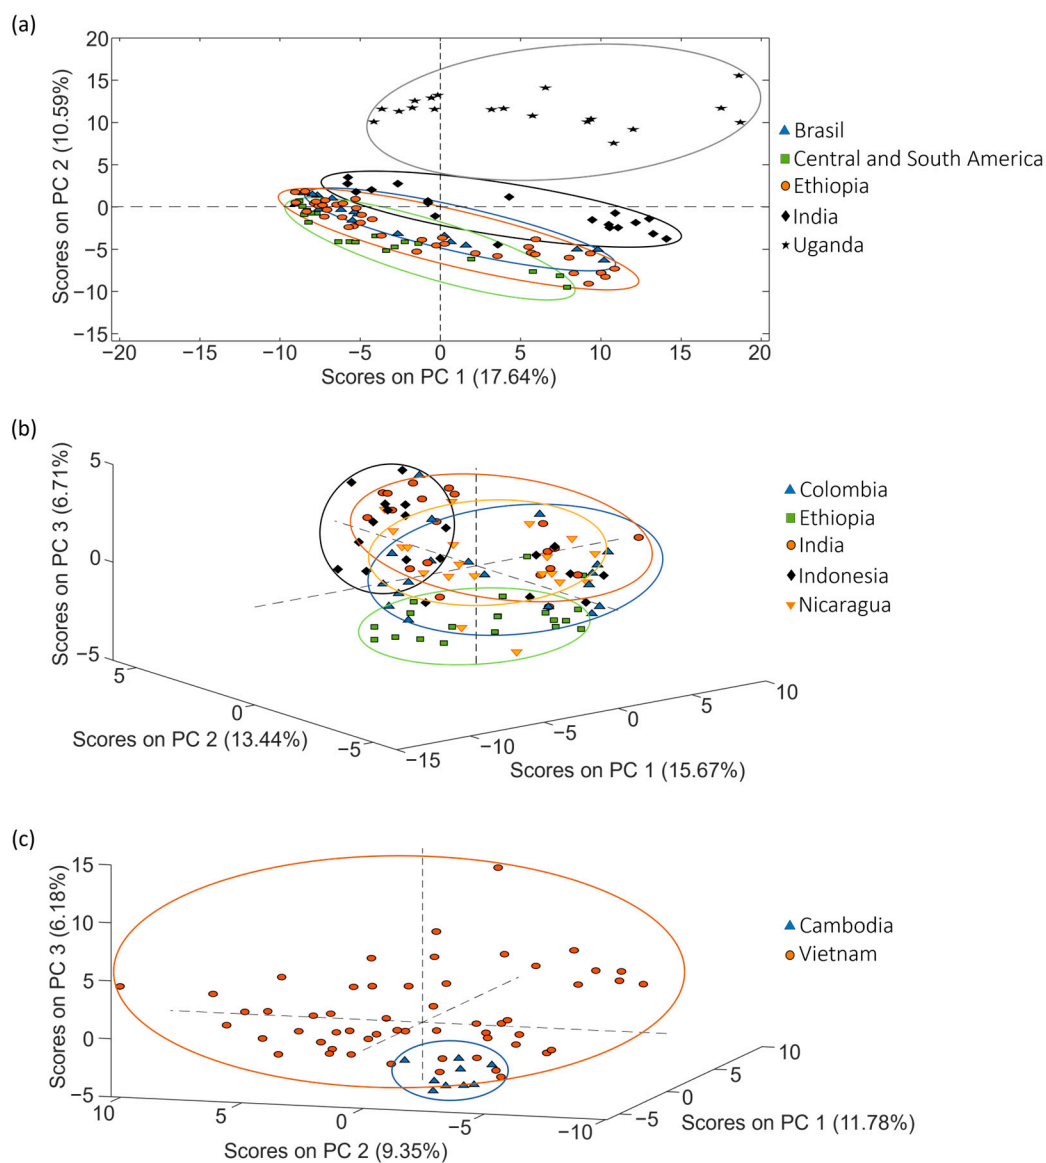 (a)
20
15
10
5
0
−5
−10
−15
Scores on PC 2 (10.59%)
−20 −15 −10 −5 0 5 10 15 20
Scores on PC 1 (17.64%)
Brasil
Central and South America
Ethiopia
India
Uganda
(b)
5
0
−5
Scores on PC 3 (6.71%)
5
0
−5
Scores on PC 2 (13.44%)
−15 −10 −5 0 5 10
Scores on PC 1 (15.67%)
Colombia
Ethiopia
India
Indonesia
Nicaragua
(c)
15
10
5
0
−5
Scores on PC 3 (6.18%)
10 5 0 −5 −10
Scores on PC 2 (9.35%)
−5 0 5 10
Scores on PC 1 (11.78%)
Cambodia
Vietnam